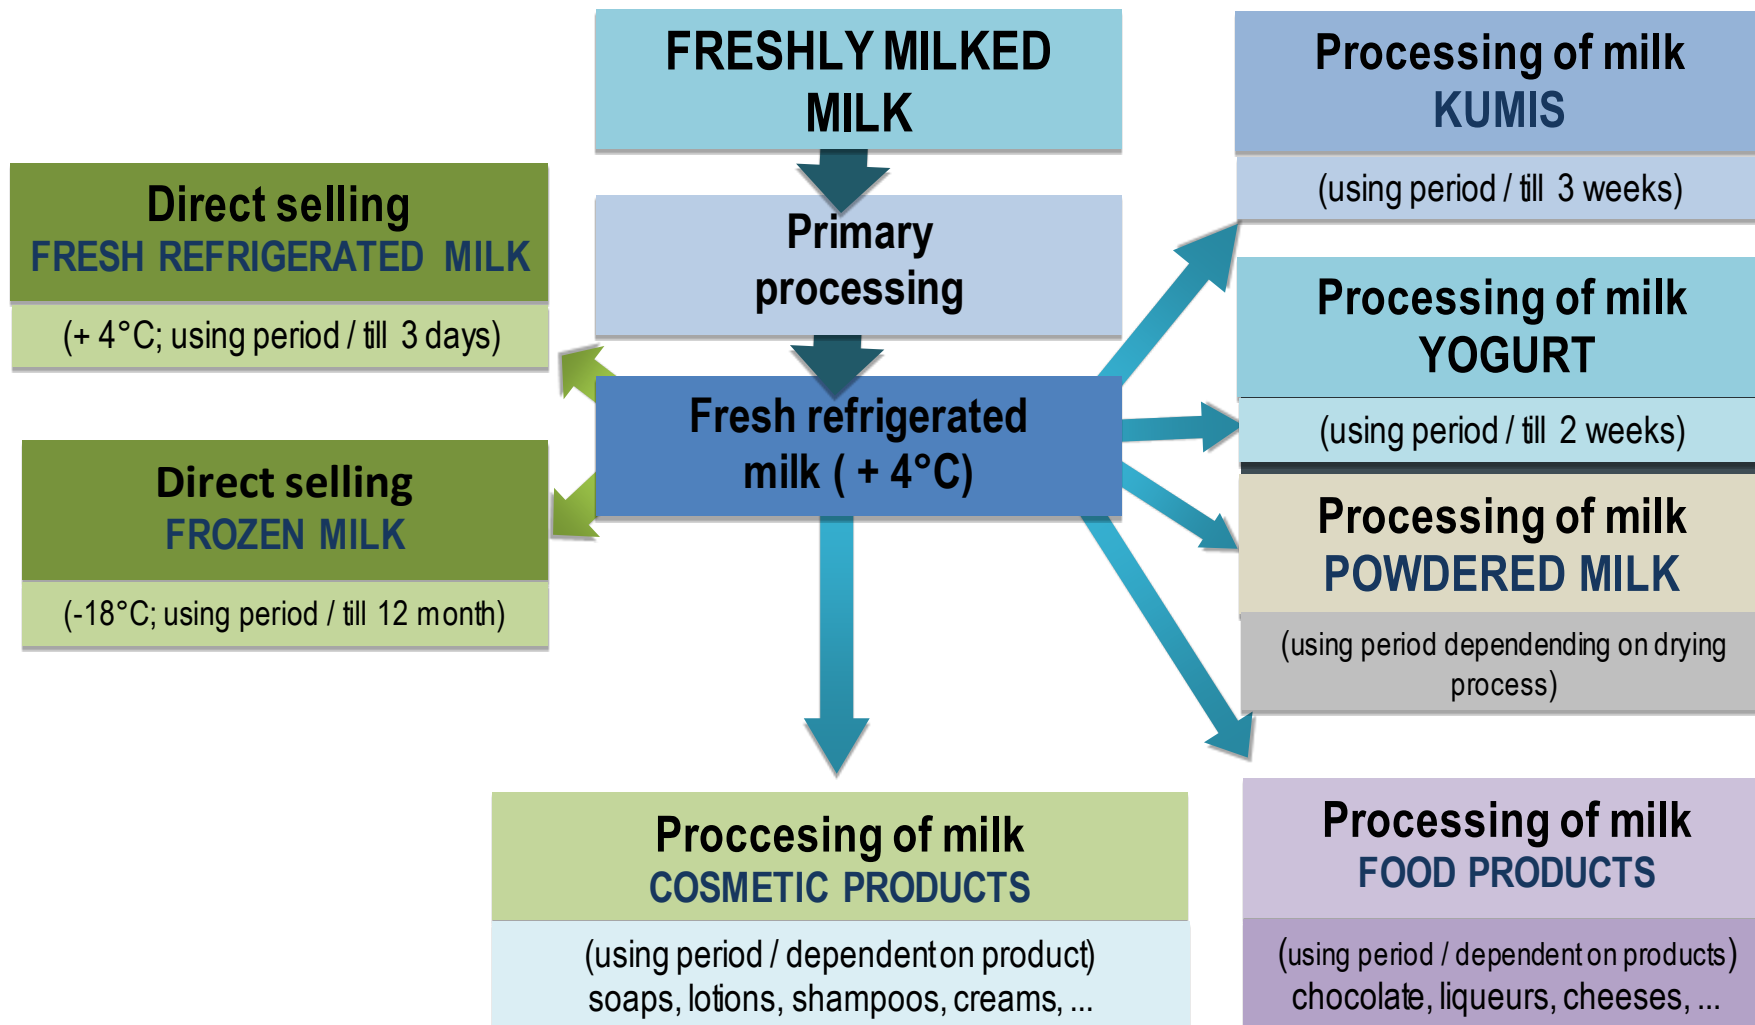 FRESHLY MILKED
MILK
Primary
processing
Fresh refrigerated
milk ( + 4°C)
Direct selling
FRESH REFRIGERATED MILK
(+ 4°C; using period / till 3 days)
Direct selling
FROZEN MILK
(-18°C; using period / till 12 month)
Processing of milk
KUMIS
(using period / till 3 weeks)
Processing of milk
YOGURT
(using period / till 2 weeks)
Processing of milk
POWDERED MILK
(using period dependending on drying
process)
Proccesing of milk
COSMETIC PRODUCTS
(using period / dependent on product)
soaps, lotions, shampoos, creams, ...
Processing of milk
FOOD PRODUCTS
(using period / dependent on products)
chocolate, liqueurs, cheeses, ...